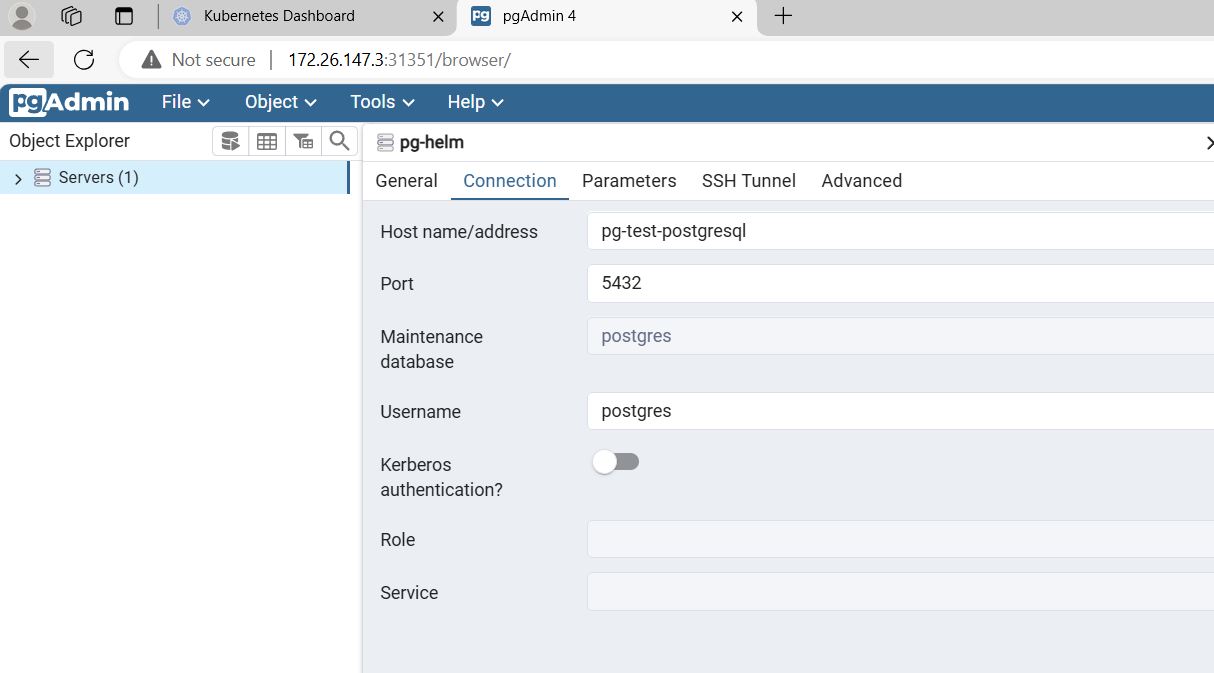 Kubernetes Dashboard
pg pgAdmin 4
Not secure | 172.26.147.3:31351/browser/
pgAdmin File Object Tools Help
Object Explorer
pg-helm
Servers (1)
General Connection Parameters SSH Tunnel Advanced
Host name/address pg-test-postgresql
Port 5432
Maintenance
database
postgres
Username postgres
Kerberos
authentication?
Role
Service